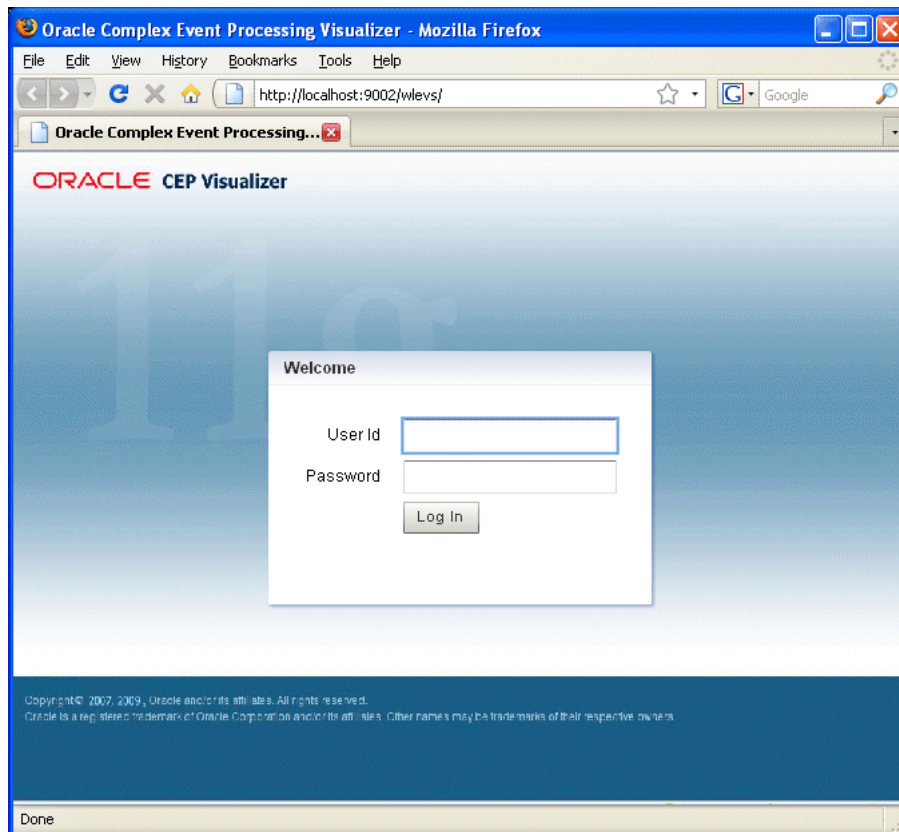 Oracle Complex Event Processing Visualizer - Mozilla Firefox
File Edit View History Bookmarks Tools Help
http://localhost:9002/wlevs/
G Google
Oracle Complex Event Processing...
ORACLE CEP Visualizer
11g
Welcome
User Id
Password
Log In
Copyright© 2007, 2009, Oracle and/or its affiliates. All rights reserved.
Oracle is a registered trademark of Oracle Corporation and/or its affiliates. Other names may be trademarks of their respective owners.
Done